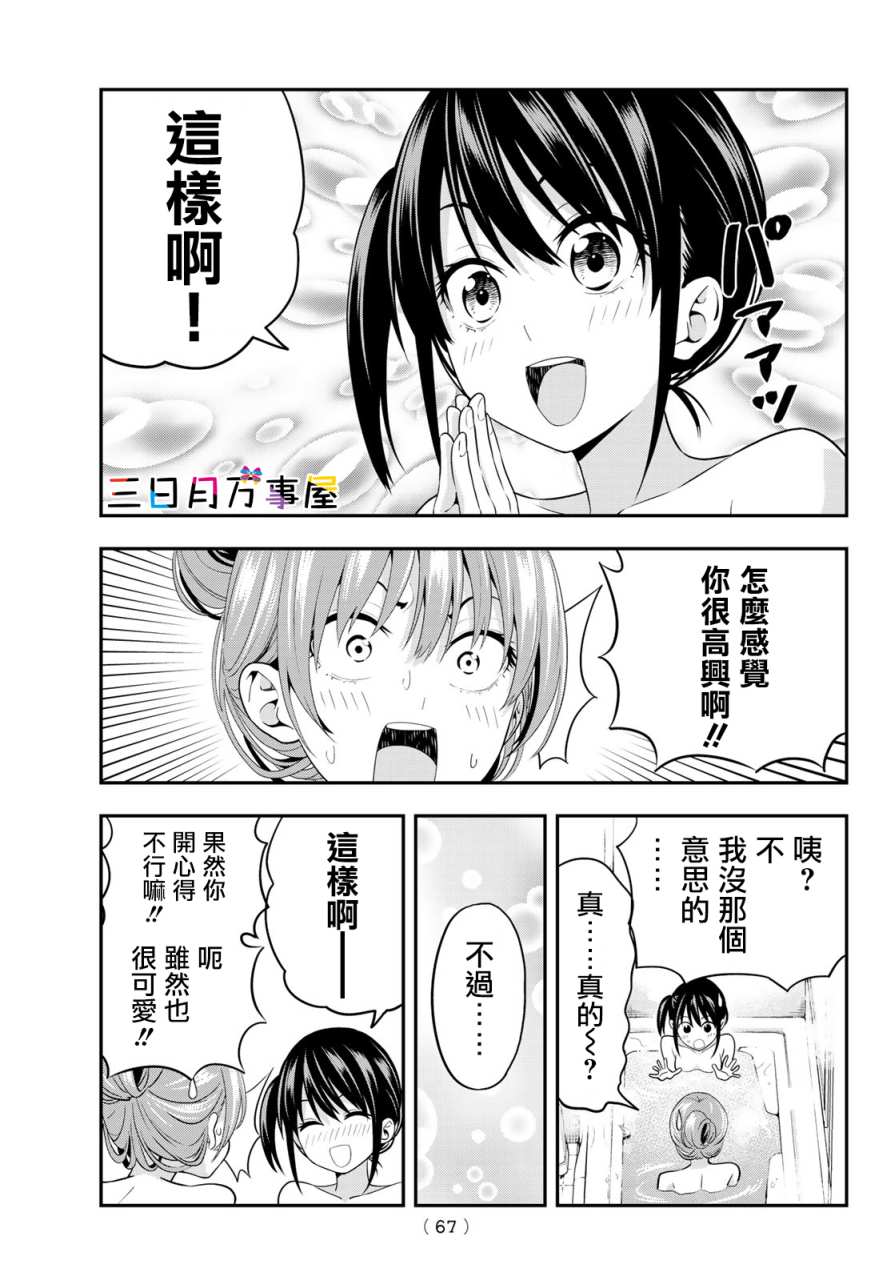 這樣啊！
パアアッ
三日月万事屋
怎麼感覺
你很高興啊!!
咦？
不
我沒那個
意思的
……
真……真的~？
不過……
這樣啊——
果然你
開心得
不行嘛!!
呃
雖然也
很可愛!!
（67）